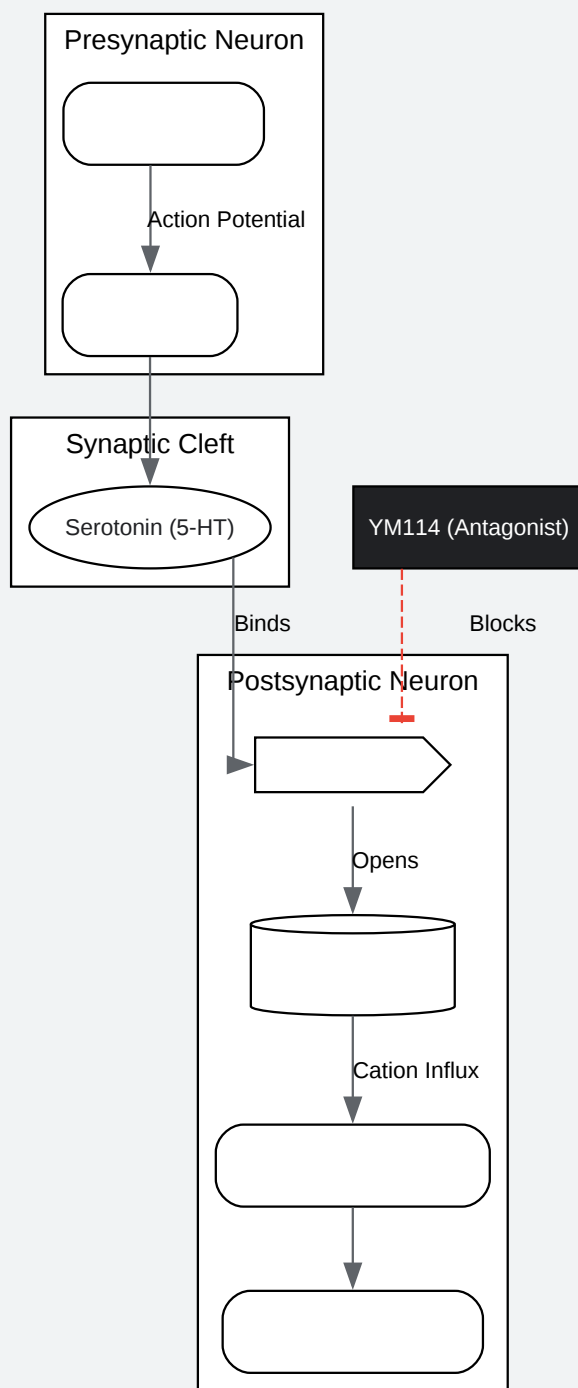 Presynaptic Neuron
Action Potential
Synaptic Cleft
Serotonin (5-HT)
YM114 (Antagonist)
Binds
Blocks
Postsynaptic Neuron
Opens
Cation Influx